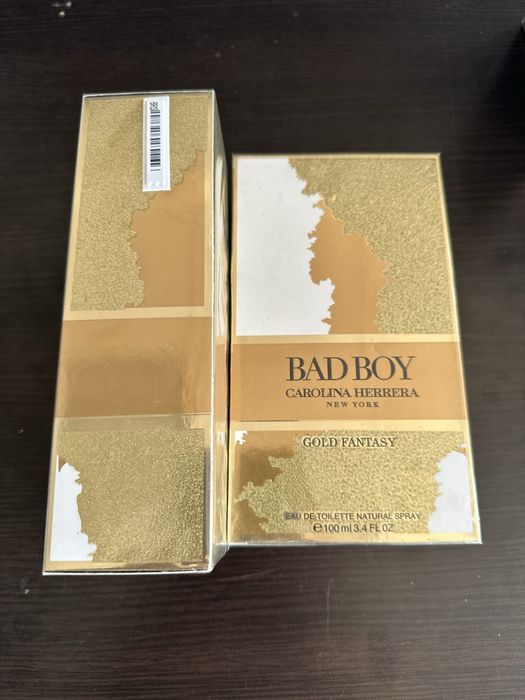 BAD BOY
CAROLINA HERRERA
NEW YORK
GOLD FANTASY
EAU DE TOILETTE NATURAL SPRAY
℮100 ml 3.4 FL OZ